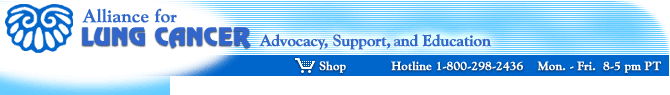 Alliance for
LUNG CANCER Advocacy, Support, and Education
Shop Hotline 1-800-298-2436 Mon. - Fri. 8-5 pm PT